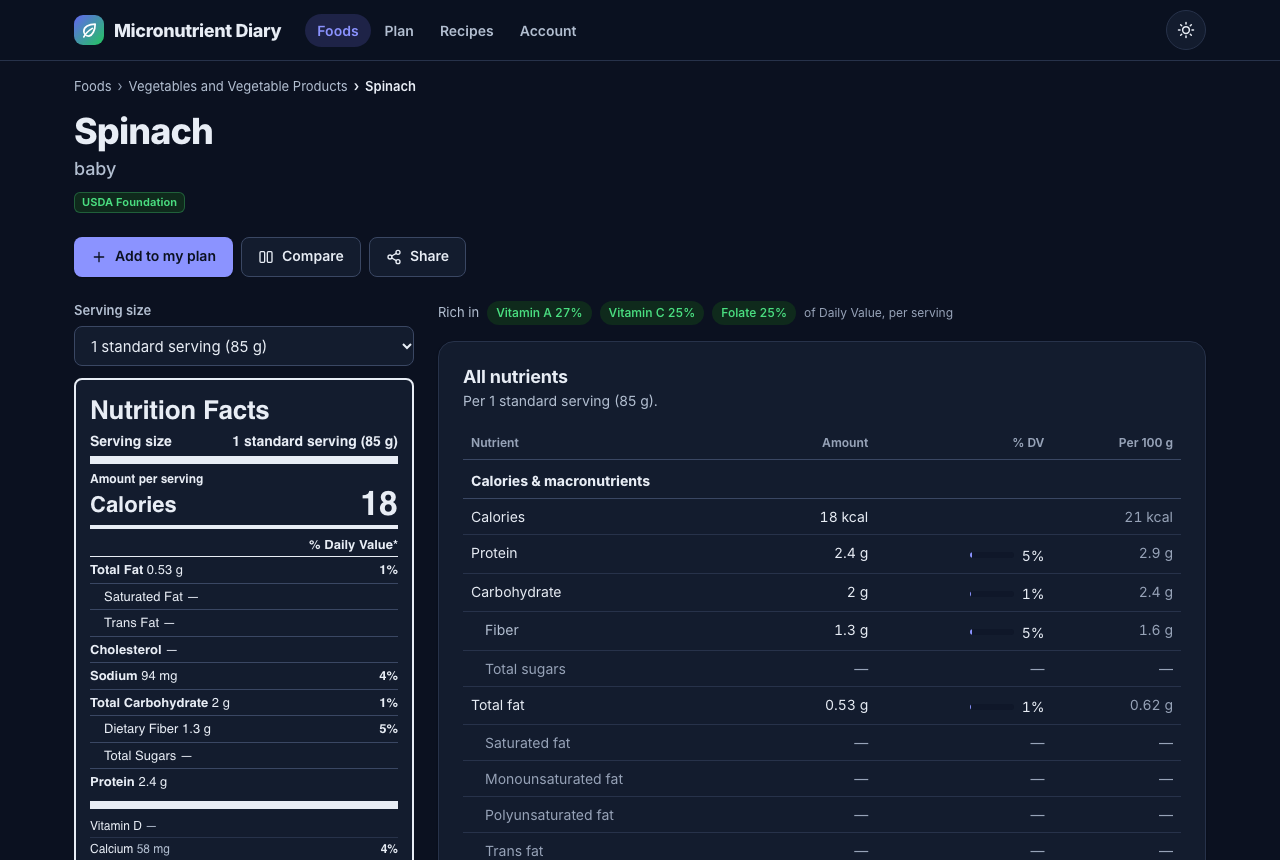 Micronutrient Diary
Foods
Plan
Recipes
Account
Foods › Vegetables and Vegetable Products › Spinach
Spinach
baby
USDA Foundation
Add to my plan
Compare
Share
Serving size
1 standard serving (85 g)
Nutrition Facts
Serving size 1 standard serving (85 g)
Amount per serving
Calories 18
% Daily Value*
Total Fat 0.53 g 1%
Saturated Fat —
Trans Fat —
Cholesterol —
Sodium 94 mg 4%
Total Carbohydrate 2 g 1%
Dietary Fiber 1.3 g 5%
Total Sugars —
Protein 2.4 g
Vitamin D —
Calcium 58 mg 4%
Rich in Vitamin A 27% Vitamin C 25% Folate 25% of Daily Value, per serving
All nutrients
Per 1 standard serving (85 g).
Nutrient Amount % DV Per 100 g
Calories & macronutrients
Calories 18 kcal 21 kcal
Protein 2.4 g 5% 2.9 g
Carbohydrate 2 g 1% 2.4 g
Fiber 1.3 g 5% 1.6 g
Total sugars — — —
Total fat 0.53 g 1% 0.62 g
Saturated fat — — —
Monounsaturated fat — — —
Polyunsaturated fat — — —
Trans fat — — —